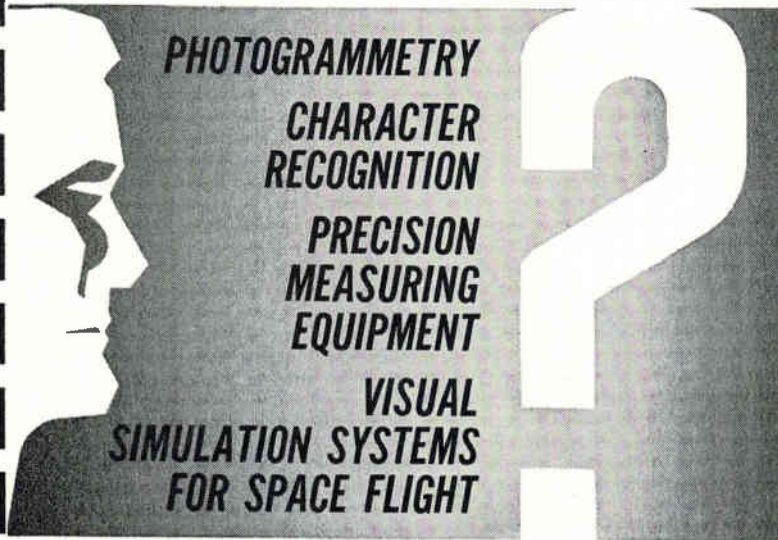 PHOTOGRAMMETRY
CHARACTER
RECOGNITION
PRECISION
MEASURING
EQUIPMENT
VISUAL
SIMULATION SYSTEMS
FOR SPACE FLIGHT
?